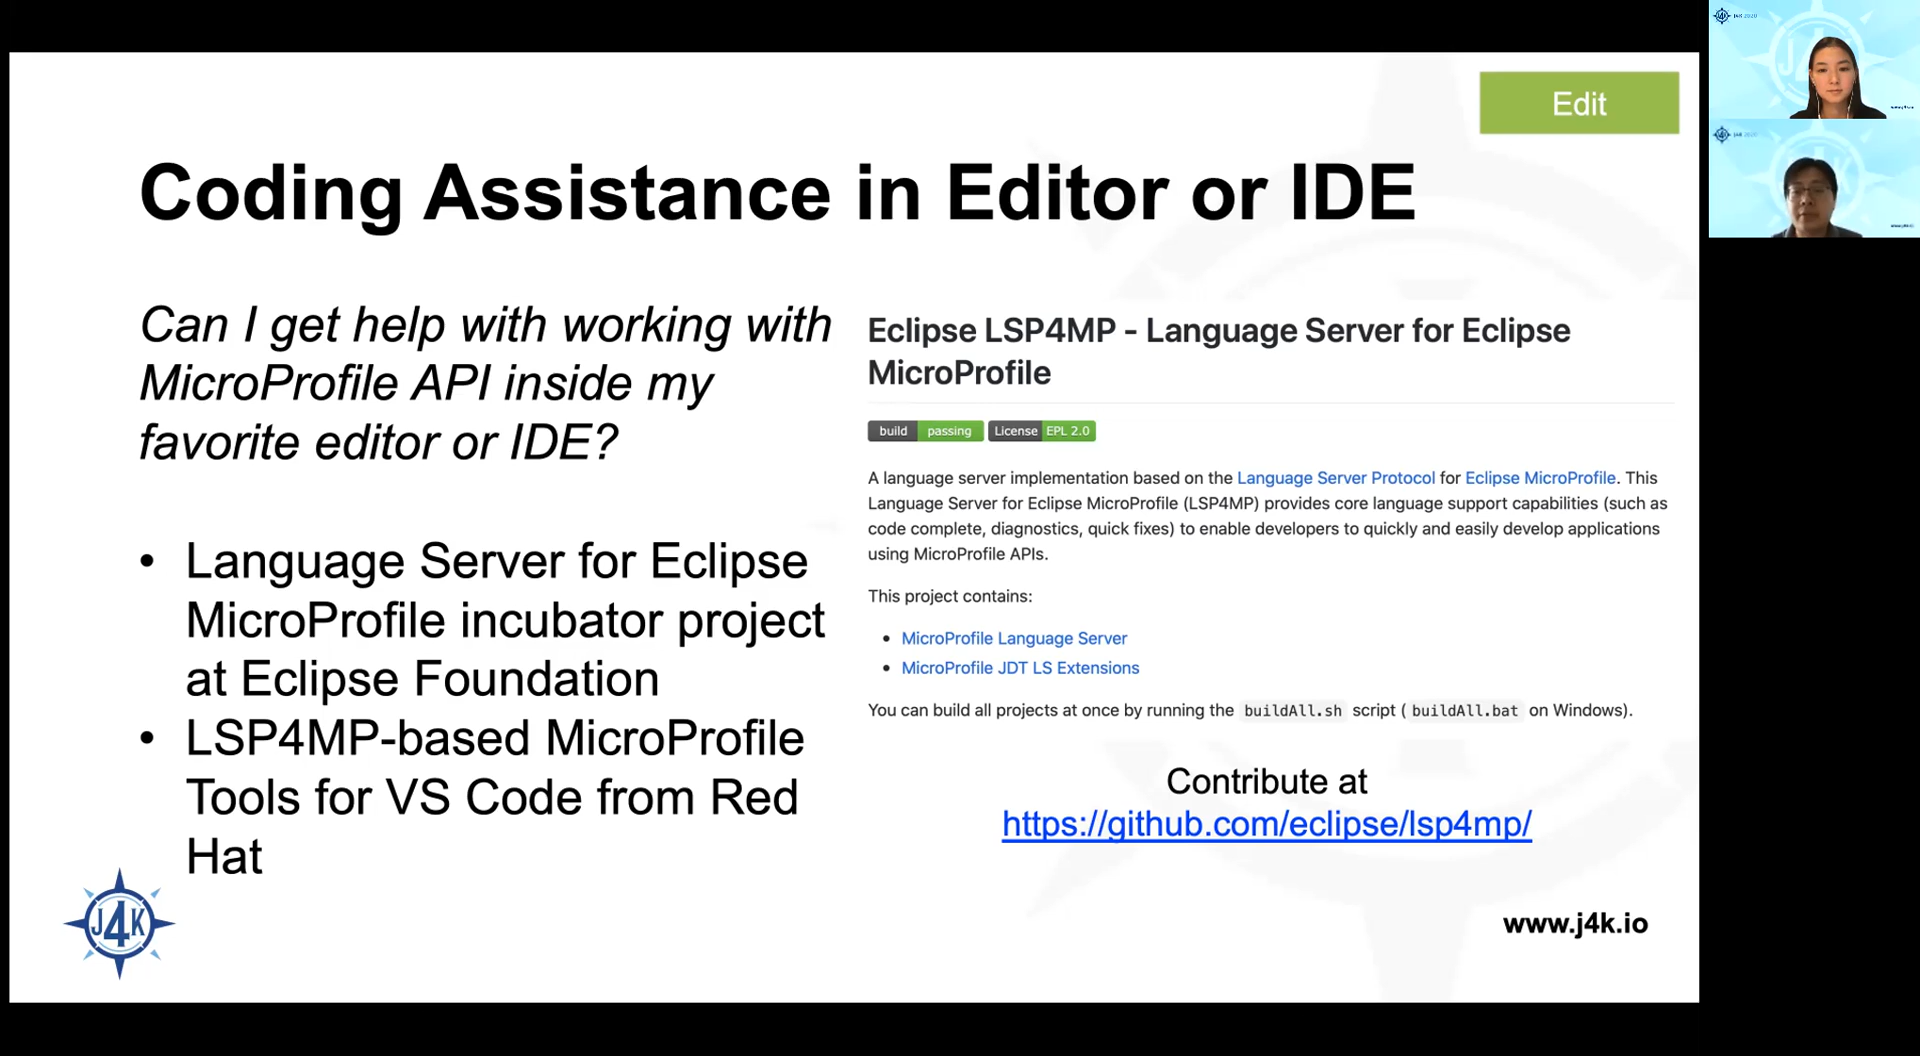 Edit
Coding Assistance in Editor or IDE
Can I get help with working with
MicroProfile API inside my
favorite editor or IDE?
• Language Server for Eclipse
MicroProfile incubator project
at Eclipse Foundation
• LSP4MP-based MicroProfile
Tools for VS Code from Red
Hat
Eclipse LSP4MP - Language Server for Eclipse
MicroProfile
build passing License EPL 2.0
A language server implementation based on the Language Server Protocol for Eclipse MicroProfile. This
Language Server for Eclipse MicroProfile (LSP4MP) provides core language support capabilities (such as
code complete, diagnostics, quick fixes) to enable developers to quickly and easily develop applications
using MicroProfile APIs.
This project contains:
• MicroProfile Language Server
• MicroProfile JDT LS Extensions
You can build all projects at once by running the buildAll.sh script ( buildAll.bat on Windows).
Contribute at
https://github.com/eclipse/lsp4mp/
J4K
www.j4k.io
J4K 2020
J4K 2020